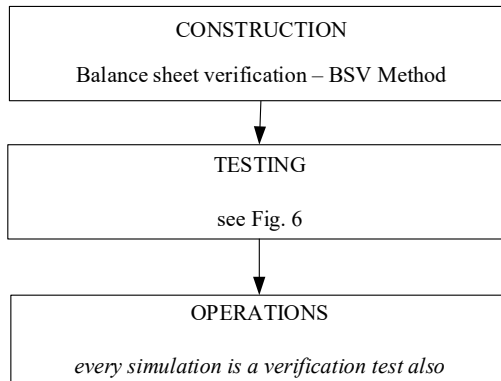 CONSTRUCTION
Balance sheet verification – BSV Method
TESTING
see Fig. 6
OPERATIONS
every simulation is a verification test also